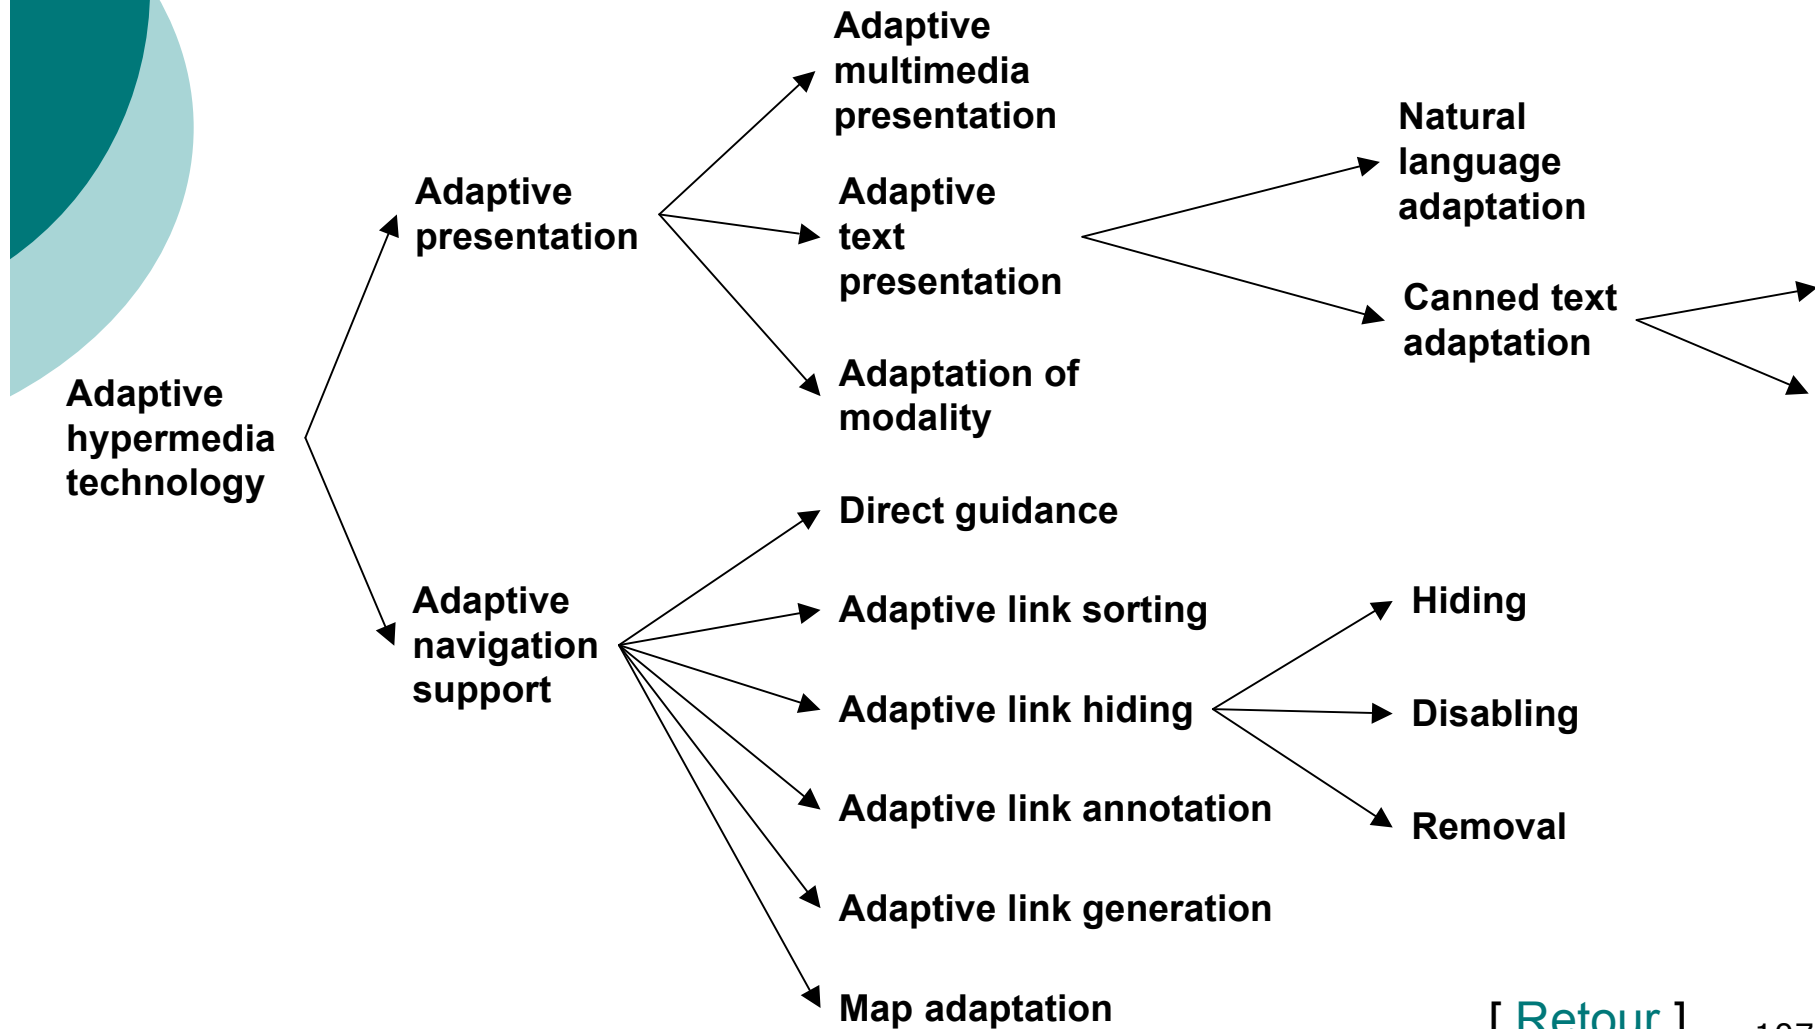 Adaptive
hypermedia
technology
Adaptive
presentation
Adaptive
multimedia
presentation
Adaptive
text
presentation
Adaptation of
modality
Natural
language
adaptation
Canned text
adaptation
Adaptive
navigation
support
Direct guidance
Adaptive link sorting
Adaptive link hiding
Adaptive link annotation
Adaptive link generation
Map adaptation
Hiding
Disabling
Removal
[ Retour ]